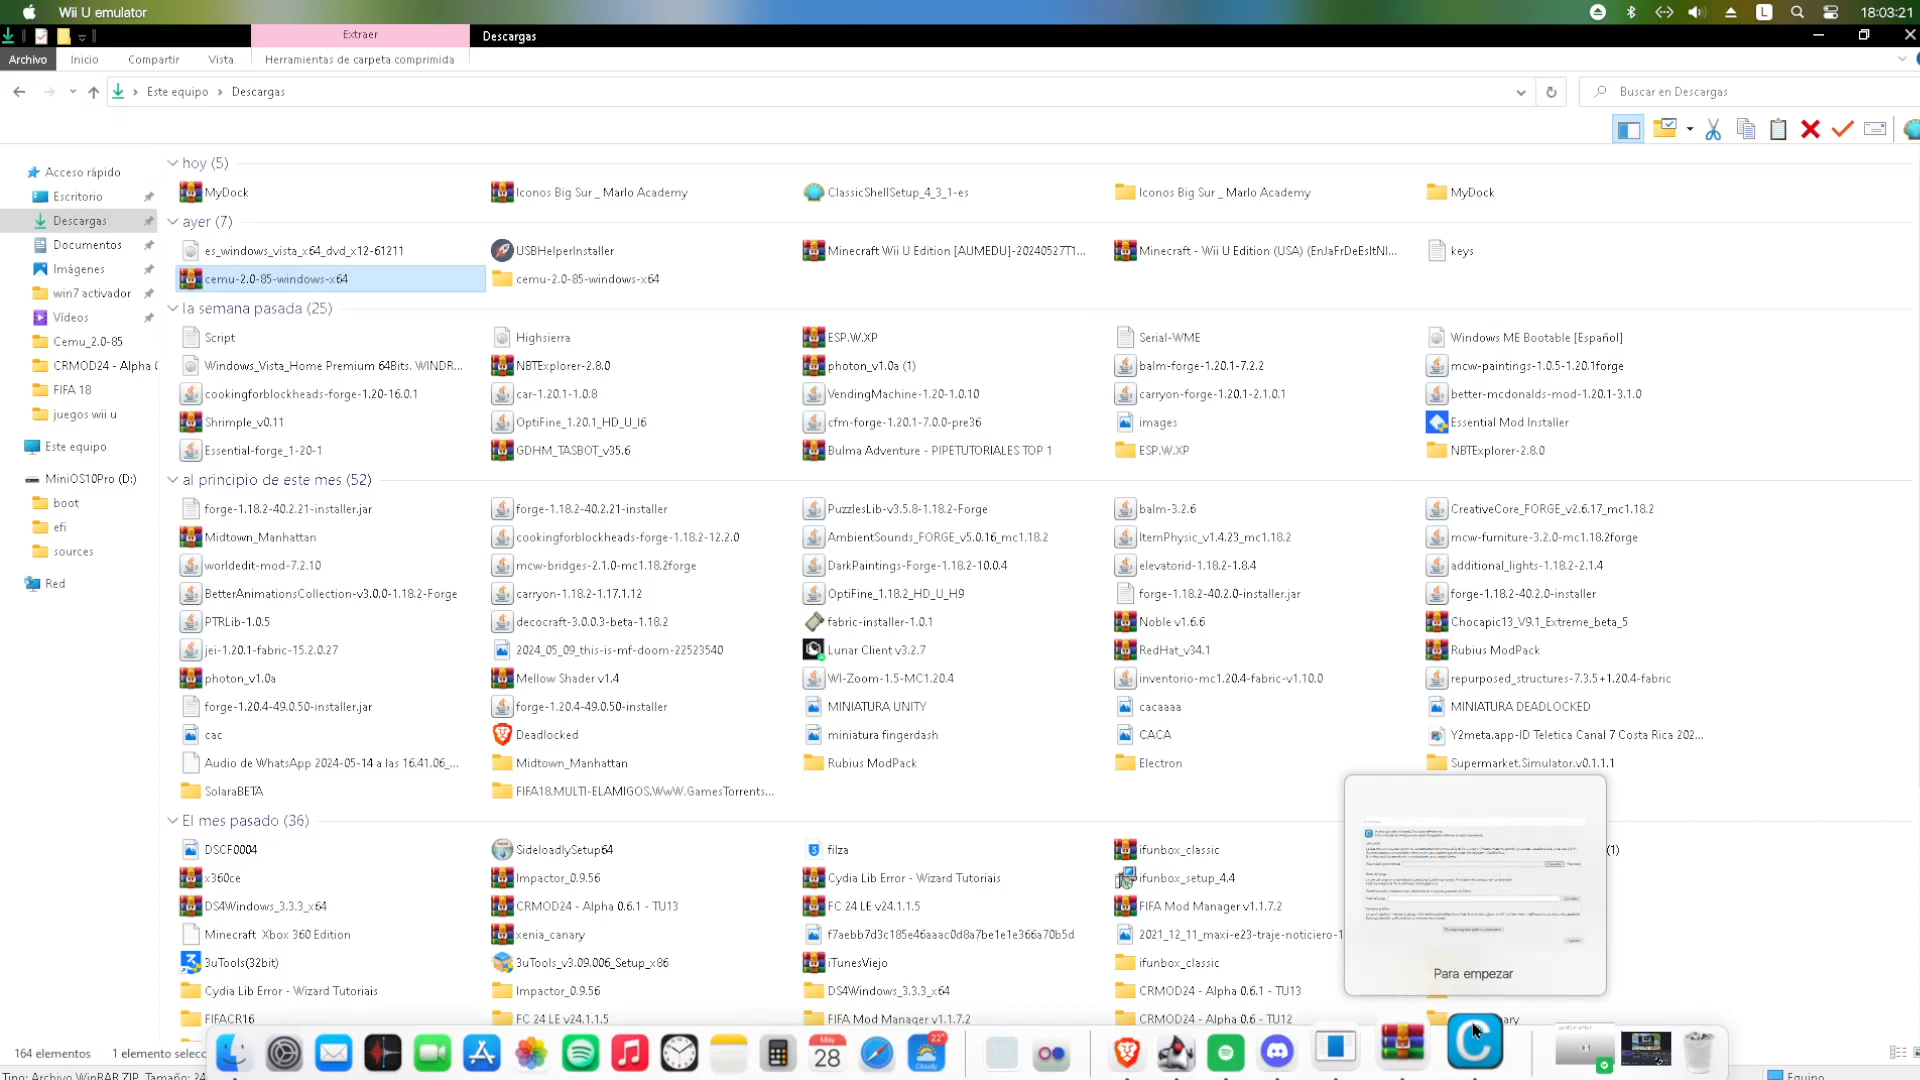 Wii U emulator
L
18:03:21
Extraer
Descargas
Archivo
Inicio
Compartir
Vista
Herramientas de carpeta comprimida
Este equipo
Descargas
Buscar en Descargas
Acceso rápido
Escritorio
Descargas
Documentos
Imágenes
win7 activador
Vídeos
Cemu_2.0-85
CRMOD24 - Alpha (
FIFA 18
juegos wii u
Este equipo
MiniOS10Pro (D:)
boot
efi
sources
Red
hoy (5)
MyDock
Iconos Big Sur _ Marlo Academy
ClassicShellSetup_4_3_1-es
Iconos Big Sur _ Marlo Academy
MyDock
ayer (7)
es_windows_vista_x64_dvd_x12-61211
USBHelperInstaller
Minecraft Wii U Edition [AUMEDU]-20240527T1...
Minecraft - Wii U Edition (USA) (EnJaFrDeEsItNl...
keys
cemu-2.0-85-windows-x64
cemu-2.0-85-windows-x64
la semana pasada (25)
Script
Highsierra
ESP.W.XP
Serial-WME
Windows ME Bootable [Español]
Windows_Vista_Home Premium 64Bits. WINDR...
NBTExplorer-2.8.0
photon_v1.0a (1)
balm-forge-1.20.1-7.2.2
mcw-paintings-1.0.5-1.20.1forge
cookingforblockheads-forge-1.20-16.0.1
car-1.20.1-1.0.8
VendingMachine-1.20-1.0.10
carryon-forge-1.20.1-2.1.0.1
better-mcdonalds-mod-1.20.1-3.1.0
Shrimple_v0.11
OptiFine_1.20.1_HD_U_I6
cfm-forge-1.20.1-7.0.0-pre36
images
Essential Mod Installer
Essential-forge_1-20-1
GDHM_TASBOT_v35.6
Bulma Adventure - PIPETUTORIALES TOP 1
ESP.W.XP
NBTExplorer-2.8.0
al principio de este mes (52)
forge-1.18.2-40.2.21-installer.jar
forge-1.18.2-40.2.21-installer
PuzzlesLib-v3.5.8-1.18.2-Forge
balm-3.2.6
CreativeCore_FORGE_v2.6.17_mc1.18.2
Midtown_Manhattan
cookingforblockheads-forge-1.18.2-12.2.0
AmbientSounds_FORGE_v5.0.16_mc1.18.2
ItemPhysic_v1.4.23_mc1.18.2
mcw-furniture-3.2.0-mc1.18.2forge
worldedit-mod-7.2.10
mcw-bridges-2.1.0-mc1.18.2forge
DarkPaintings-Forge-1.18.2-10.0.4
elevatorid-1.18.2-1.8.4
additional_lights-1.18.2-2.1.4
BetterAnimationsCollection-v3.0.0-1.18.2-Forge
carryon-1.18.2-1.17.1.12
OptiFine_1.18.2_HD_U_H9
forge-1.18.2-40.2.0-installer.jar
forge-1.18.2-40.2.0-installer
PTRLib-1.0.5
decocraft-3.0.0.3-beta-1.18.2
fabric-installer-1.0.1
Noble v1.6.6
Chocapic13_V9.1_Extreme_beta_5
jei-1.20.1-fabric-15.2.0.27
2024_05_09_this-is-mf-doom-22523540
Lunar Client v3.2.7
RedHat_v34.1
Rubius ModPack
photon_v1.0a
Mellow Shader v1.4
WI-Zoom-1.5-MC1.20.4
inventorio-mc1.20.4-fabric-v1.10.0
repurposed_structures-7.3.5+1.20.4-fabric
forge-1.20.4-49.0.50-installer.jar
forge-1.20.4-49.0.50-installer
MINIATURA UNITY
cacaaaa
MINIATURA DEADLOCKED
cac
Deadlocked
miniatura fingerdash
CACA
Y2meta.app-ID Teletica Canal 7 Costa Rica 202...
Audio de WhatsApp 2024-05-14 a las 16.41.06_...
Midtown_Manhattan
Rubius ModPack
Electron
Supermarket.Simulator.v0.1.1.1
SolaraBETA
FIFA18.MULTI-ELAMIGOS.WwW.GamesTorrents...
El mes pasado (36)
DSCF0004
SideloadlySetup64
filza
ifunbox_classic
(1)
x360ce
Impactor_0.9.56
Cydia Lib Error - Wizard Tutoriais
ifunbox_setup_4.4
DS4Windows_3.3.3_x64
CRMOD24 - Alpha 0.6.1 - TU13
FC 24 LE v24.1.1.5
FIFA Mod Manager v1.1.7.2
Minecraft Xbox 360 Edition
xenia_canary
f7aebb7d3c185e46aaac0d8a7be1e1e366a70b5d
2021_12_11_maxi-e23-traje-noticiero-1
3uTools(32bit)
3uTools_v3.09.006_Setup_x86
iTunesViejo
ifunbox_classic
Cydia Lib Error - Wizard Tutoriais
Impactor_0.9.56
DS4Windows_3.3.3_x64
CRMOD24 - Alpha 0.6.1 - TU13
FIFACR16
FC 24 LE v24.1.1.5
FIFA Mod Manager v1.1.7.2
CRMOD24 - Alpha 0.6 - TU12
Para empezar
164 elementos
1 elemento selecc
May
28
22°
Cloudy
Tipo: Archivo WinRAR ZIP, Tamaño: 24
Equipo